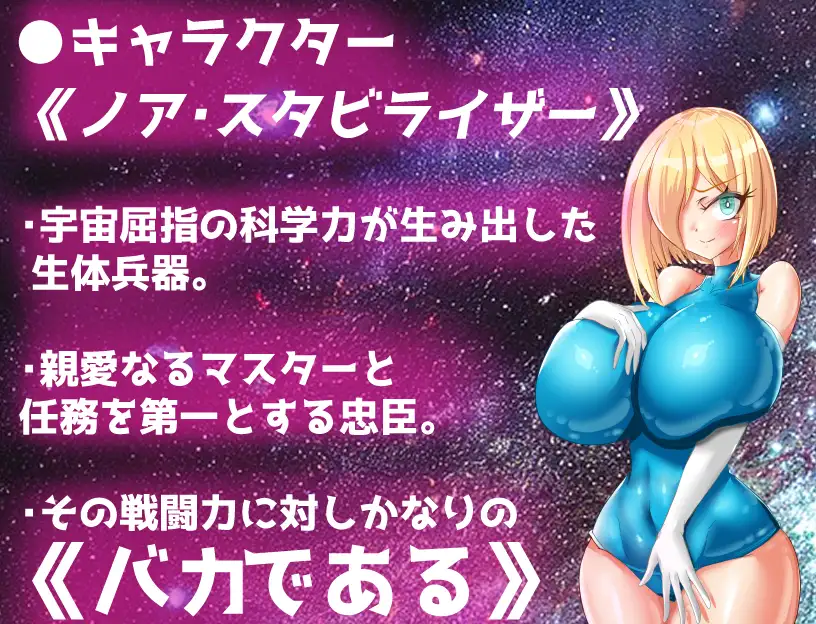 ●キャラクター
《ノア・スタビライザー》
・宇宙屈指の科学力が生み出した
生体兵器。
・親愛なるマスターと
任務を第一とする忠臣。
・その戦闘力に対しかなりの
《バカである》